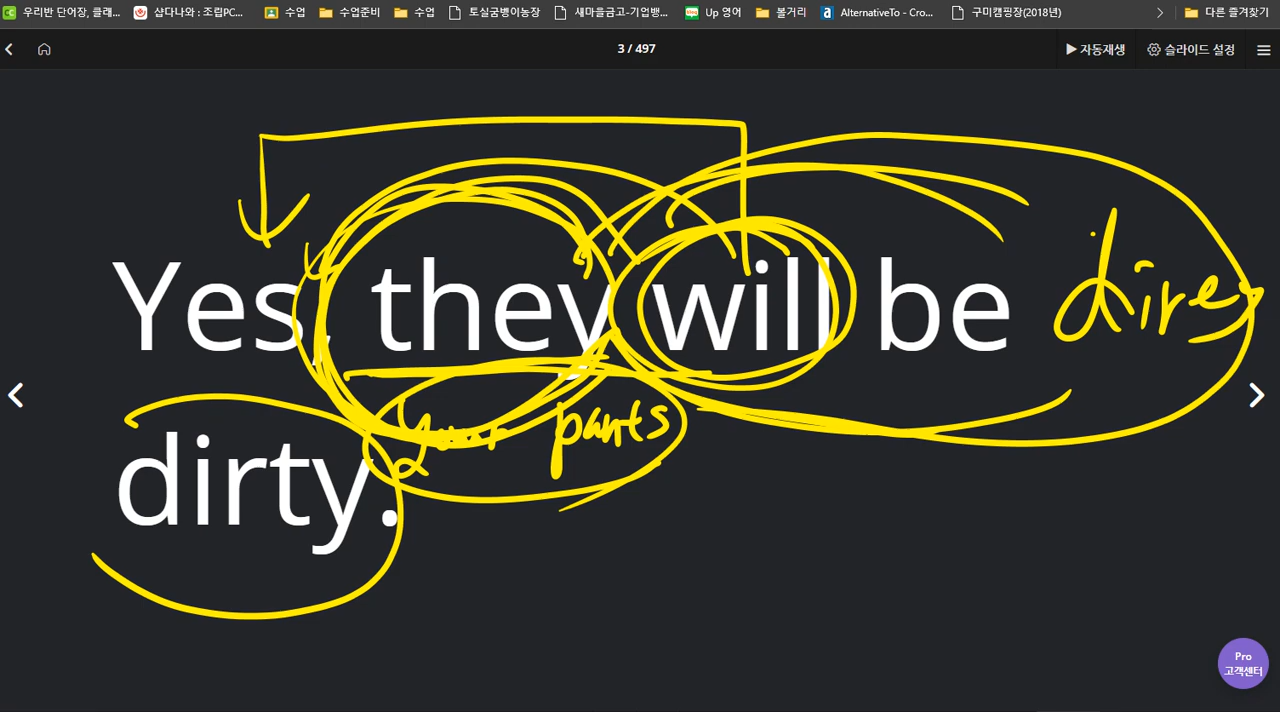 우리반 단어장, 클래... 샵다나와 : 조립PC... 수업 수업준비 수업 토실굼벵이농장 새마을금고-기업뱅... Up 영어 볼거리 AlternativeTo - Cro... 구미캠핑장(2018년) 다른 즐겨찾기
3 / 497 자동재생 슬라이드 설정
Yes, they will be
your pants
dirty.
Pro
고객센터